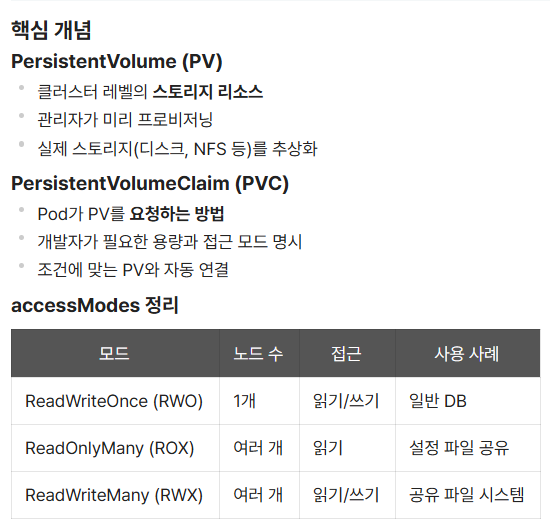 핵심 개념
PersistentVolume (PV)
클러스터 레벨의 스토리지 리소스
관리자가 미리 프로비저닝
실제 스토리지(디스크, NFS 등)를 추상화
PersistentVolumeClaim (PVC)
Pod가 PV를 요청하는 방법
개발자가 필요한 용량과 접근 모드 명시
조건에 맞는 PV와 자동 연결
accessModes 정리
모드 노드 수 접근 사용 사례
ReadWriteOnce (RWO) 1개 읽기/쓰기 일반 DB
ReadOnlyMany (ROX) 여러 개 읽기 설정 파일 공유
ReadWriteMany (RWX) 여러 개 읽기/쓰기 공유 파일 시스템